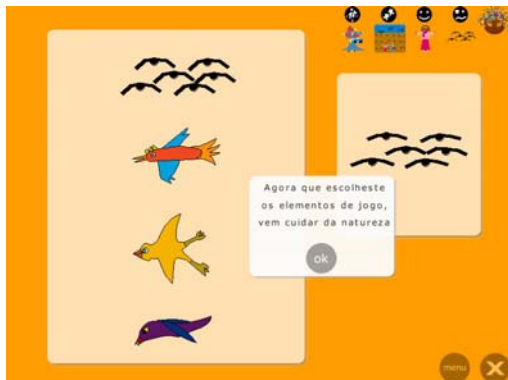 Agora que escolheste
os elementos de jogo,
vem cuidar da natureza
ok
menu